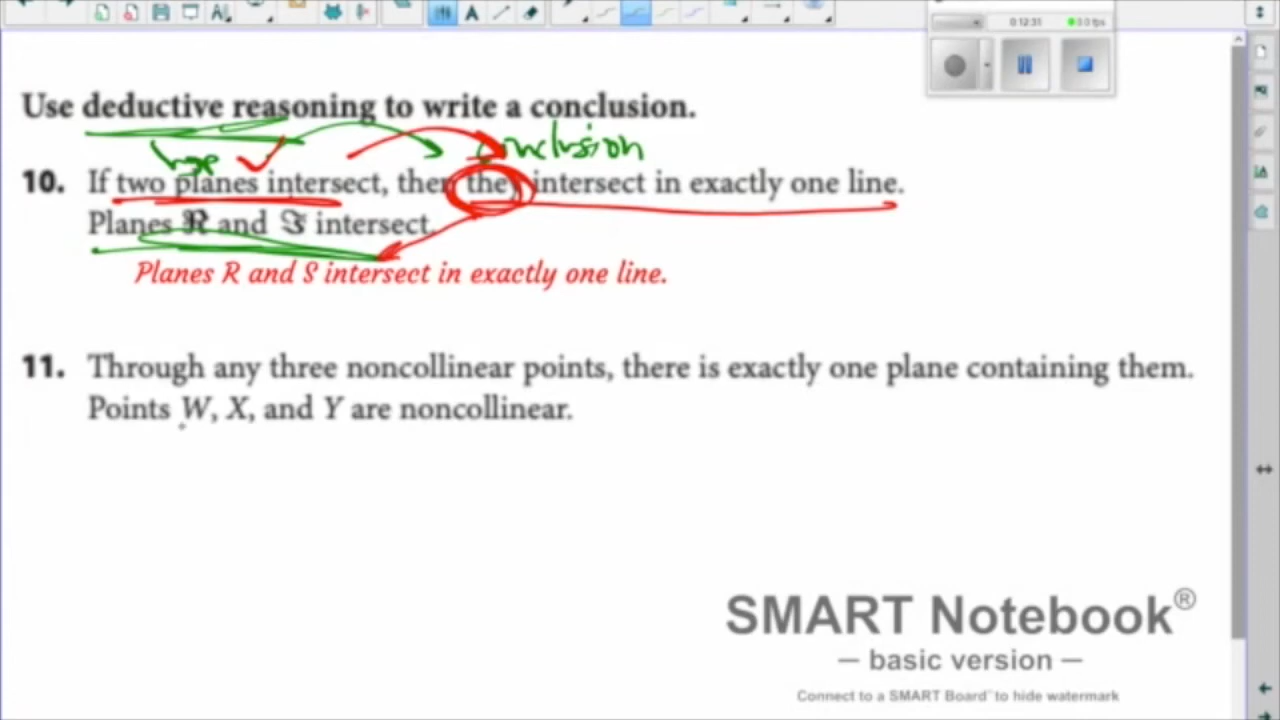 0:12:31
Use deductive reasoning to write a conclusion.
hyp conclusion
10. If two planes intersect, then they intersect in exactly one line.
Planes ℜ and ℑ intersect.
Planes R and S intersect in exactly one line.
11. Through any three noncollinear points, there is exactly one plane containing them.
Points W, X, and Y are noncollinear.
SMART Notebook®
— basic version —
Connect to a SMART Board™ to hide watermark